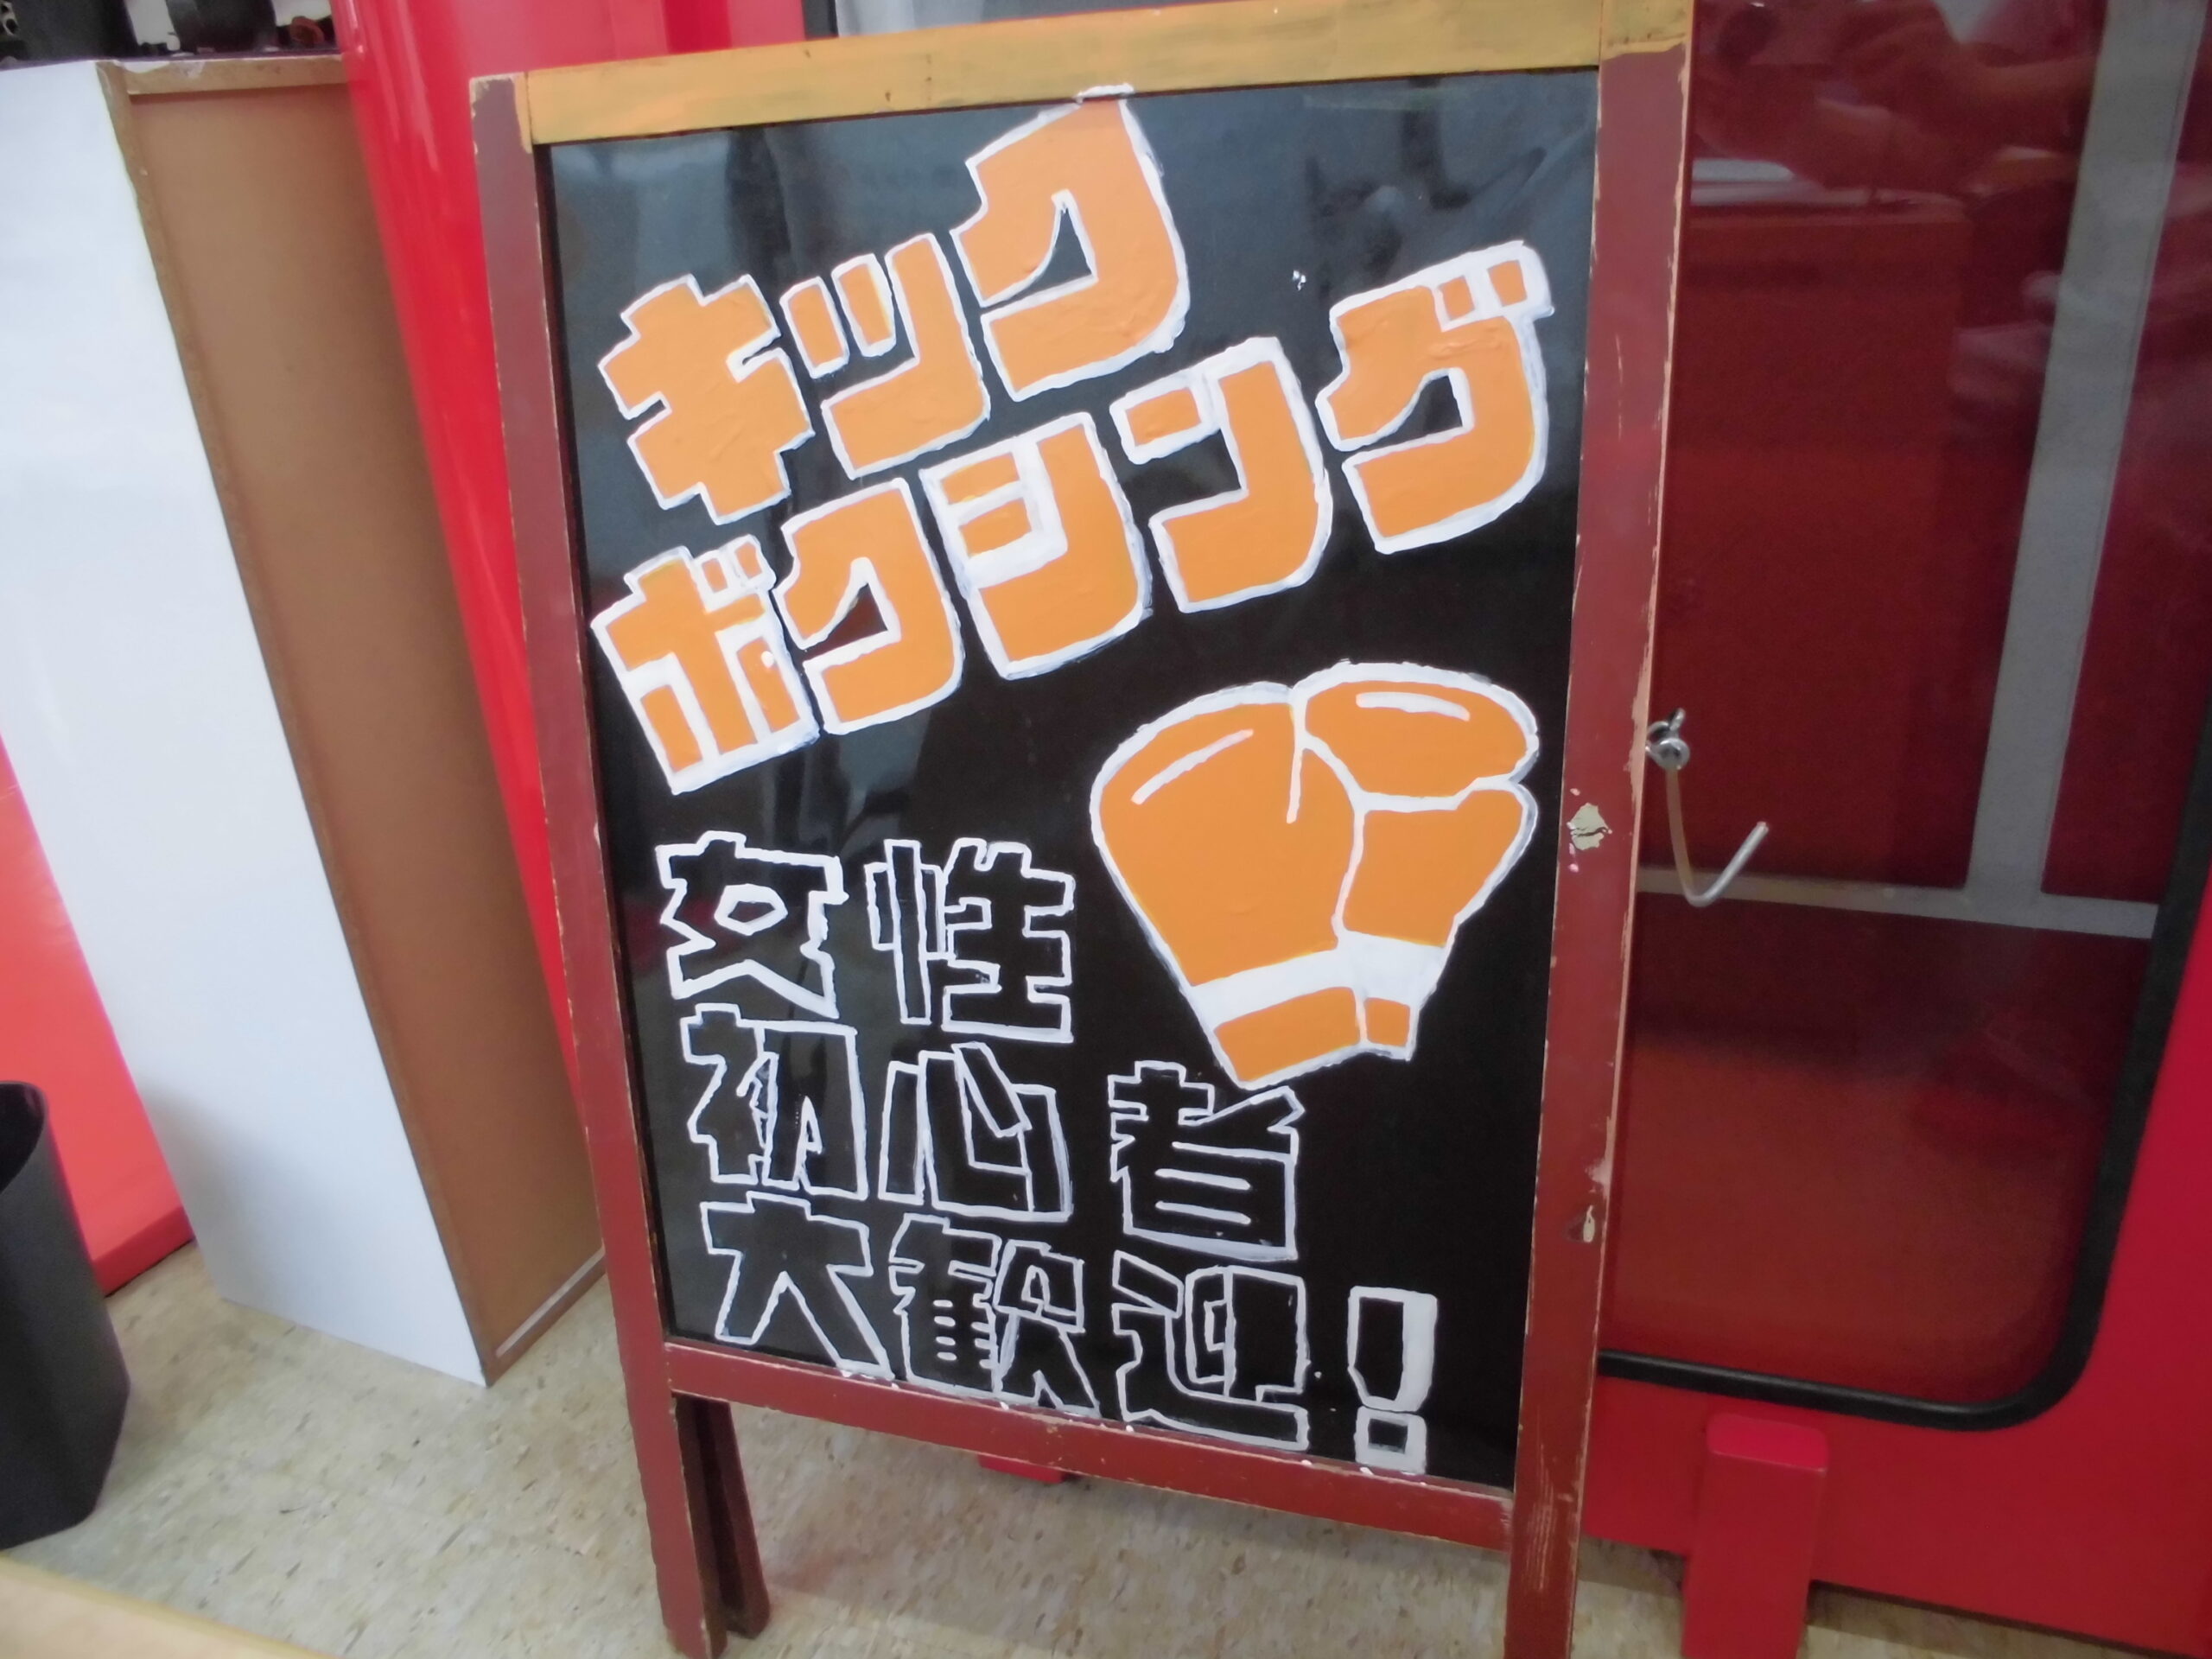 キック
ボクシング
女性
初心者
大歓迎!